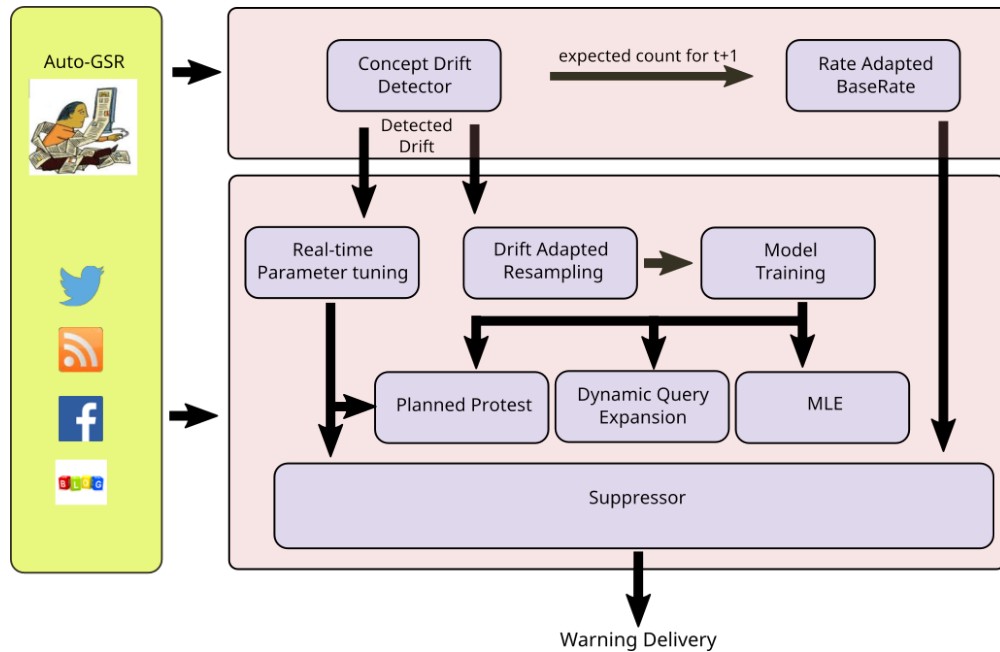 Auto-GSR
BLOG
Concept Drift
Detector
expected count for t+1
Rate Adapted
BaseRate
Detected
Drift
Real-time
Parameter tuning
Drift Adapted
Resampling
Model
Training
Planned Protest
Dynamic Query
Expansion
MLE
Suppressor
Warning Delivery